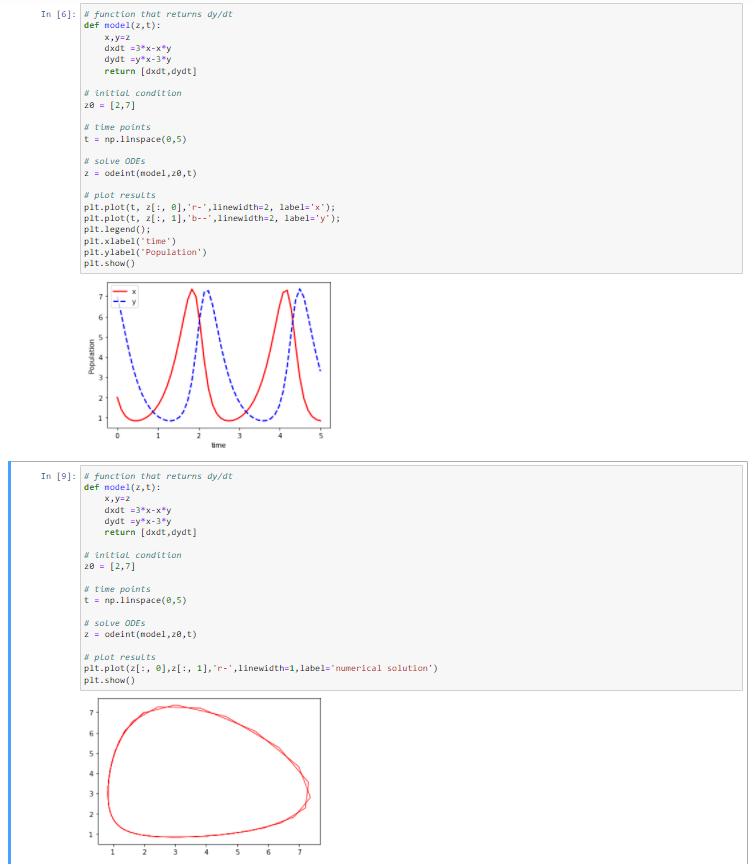 In [6]: # function that returns dy/dt
def model(z,t):
x,y=z
dxdt =3*x-x*y
dydt =y*x-3*y
return [dxdt,dydt]
# initial condition
z0 = [2,7]
# time points
t = np.linspace(0,5)
# solve ODEs
z = odeint(model,z0,t)
# plot results
plt.plot(t, z[:, 0],'r-',linewidth=2, label='x');
plt.plot(t, z[:, 1],'b--',linewidth=2, label='y');
plt.legend();
plt.xlabel('time')
plt.ylabel('Population')
plt.show()
x
y
7
6
5
4
3
2
1
Population
0 1 2 3 4 5
time
In [9]: # function that returns dy/dt
def model(z,t):
x,y=z
dxdt =3*x-x*y
dydt =y*x-3*y
return [dxdt,dydt]
# initial condition
z0 = [2,7]
# time points
t = np.linspace(0,5)
# solve ODEs
z = odeint(model,z0,t)
# plot results
plt.plot(z[:, 0],z[:, 1],'r-',linewidth=1,label='numerical solution')
plt.show()
7
6
5
4
3
2
1
1 2 3 4 5 6 7